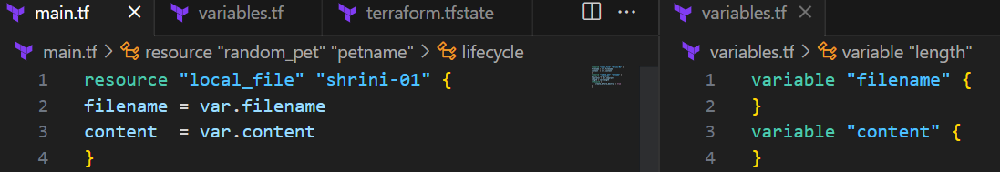 main.tf variables.tf terraform.tfstate ...
main.tf > resource "random_pet" "petname" > lifecycle
1 resource "local_file" "shrini-01" {
2 filename = var.filename
3 content  = var.content
4 }
variables.tf
variables.tf > variable "length"
1 variable "filename" {
2 }
3 variable "content" {
4 }